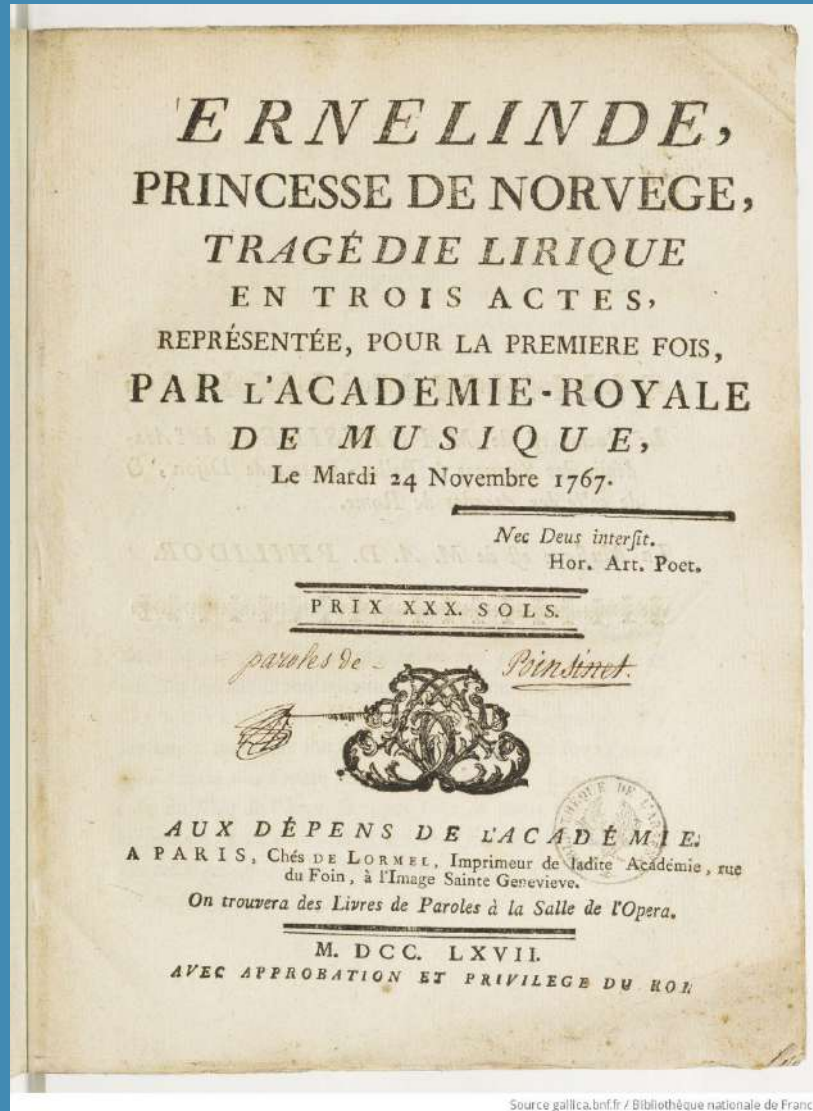 ERNELINDE,
PRINCESSE DE NORVEGE,
TRAGÉDIE LIRIQUE
EN TROIS ACTES,
REPRÉSENTÉE, POUR LA PREMIERE FOIS,
PAR L'ACADEMIE-ROYALE
DE MUSIQUE,
Le Mardi 24 Novembre 1767.
Nec Deus interſit.
Hor. Art. Poet.
PRIX XXX. SOLS.
paroles de - Poinsinet.
AUX DÉPENS DE L'ACADÉMIE.
A PARIS, Chés DE LORMEL, Imprimeur de ladite Académie, rue
du Foin, à l'Image Sainte Genevieve.
On trouvera des Livres de Paroles à la Salle de l'Opera.
M. DCC. LXVII.
AVEC APPROBATION ET PRIVILEGE DU ROI.
Source gallica.bnf.fr / Bibliothèque nationale de Franc